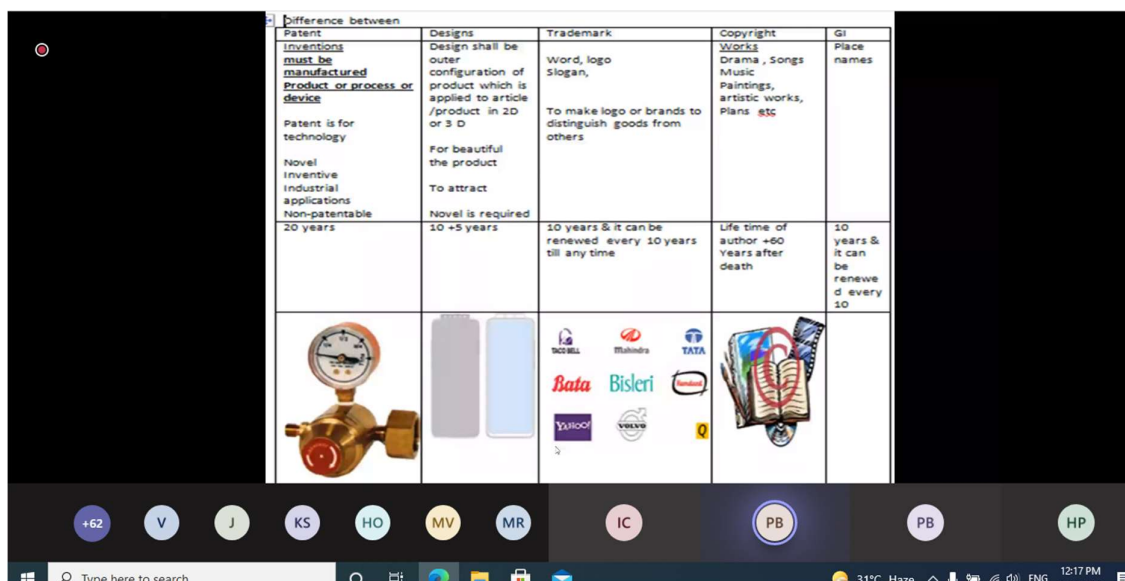 Difference between
Patent
Inventions
must be
manufactured
Product or process or
device
Patent is for
technology
Novel
Inventive
Industrial
applications
Non-patentable
Designs
Design shall be
outer
configuration of
product which is
applied to article
/product in 2D
or 3 D
For beautiful
the product
To attract
Novel is required
Trademark
Word, logo
Slogan,
To make logo or brands to
distinguish goods from
others
Copyright
Works
Drama , Songs
Music
Paintings,
artistic works,
Plans etc
GI
Place
names
20 years
10 +5 years
10 years & it can be
renewed every 10 years
till any time
Life time of
author +60
Years after
death
10
years &
it can
be
renewe
d every
10
TACO BELL
Mahindra
TATA
Bata
Bisleri
YAHOO!
VOLVO
Q
+62
V
J
KS
HO
MV
MR
IC
PB
PB
HP
Type here to search
31°C Haze
ENG
12:17 PM